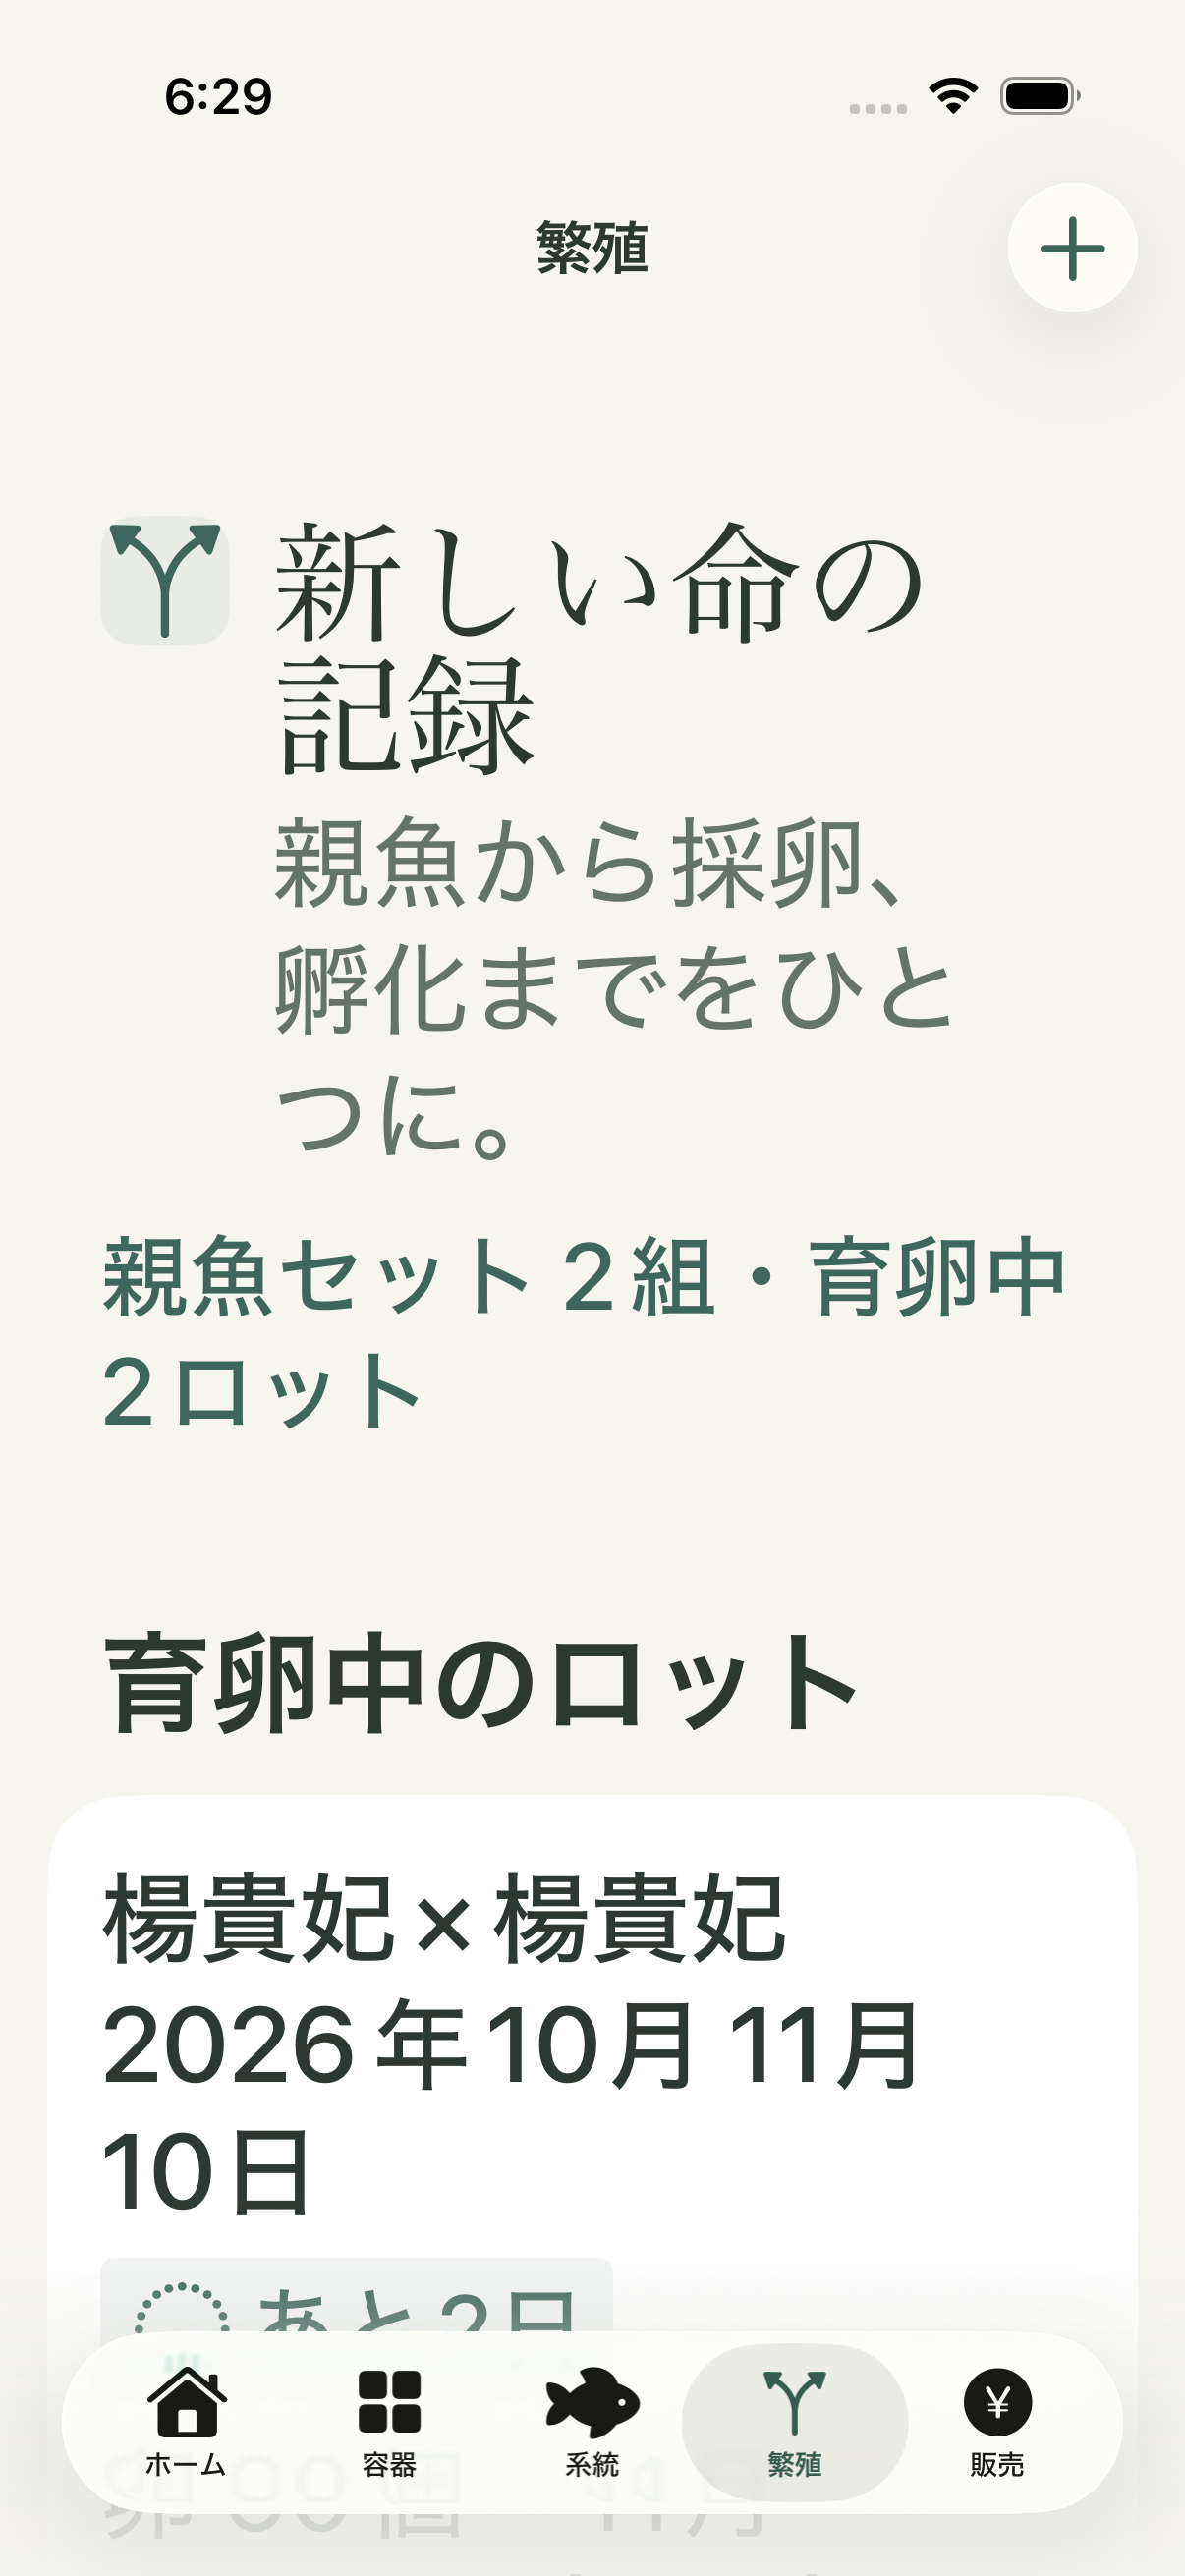 6:29
繁殖
新しい命の
記録
親魚から採卵、
孵化までをひと
つに。
親魚セット 2組・育卵中
2ロット
育卵中のロット
楊貴妃×楊貴妃
2026年10月 11月
10日
あと2日
ホーム
容器
系統
繁殖
販売